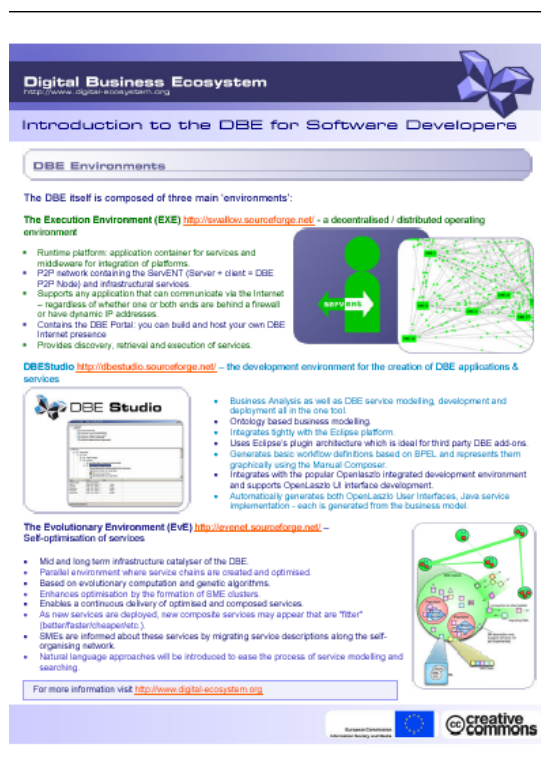 Digital Business Ecosystem
http://www.digital-ecosystem.org
Introduction to the DBE for Software Developers
DBE Environments
The DBE itself is composed of three main 'environments':
The Execution Environment (EXE) http://swallow.sourceforge.net/ - a decentralised / distributed operating
environment
Runtime platform: application container for services and
middleware for integration of platforms.
P2P network containing the ServENT (Server + client = DBE
P2P Node) and infrastructural services.
Supports any application that can communicate via the Internet
– regardless of whether one or both ends are behind a firewall
or have dynamic IP addresses.
Contains the DBE Portal: you can build and host your own DBE
Internet presence
Provides discovery, retrieval and execution of services.
servent
DBEStudio http://dbestudio.sourceforge.net/ – the development environment for the creation of DBE applications &
services
DBE Studio
Business Analysis as well as DBE service modelling, development and
deployment all in the one tool.
Ontology based business modelling.
Integrates tightly with the Eclipse platform.
Uses Eclipse's plugin architecture which is ideal for third party DBE add-ons.
Generates basic workflow definitions based on BPEL and represents them
graphically using the Manual Composer.
Integrates with the popular Openlaszlo integrated development environment
and supports OpenLaszlo UI interface development.
Automatically generates both OpenLaszlo User Interfaces, Java service
implementation - each is generated from the business model.
The Evolutionary Environment (EvE) http://evenet.sourceforge.net/ –
Self-optimisation of services
Mid and long term infrastructure catalyser of the DBE.
Parallel environment where service chains are created and optimised.
Based on evolutionary computation and genetic algorithms.
Enhances optimisation by the formation of SME clusters.
Enables a continuous delivery of optimised and composed services.
As new services are deployed, new composite services may appear that are "fitter"
(better/faster/cheaper/etc.).
SMEs are informed about these services by migrating service descriptions along the self-
organising network.
Natural language approaches will be introduced to ease the process of service modelling and
searching.
For more information visit http://www.digital-ecosystem.org
European Commission
Information Society and Media
cc creative
commons